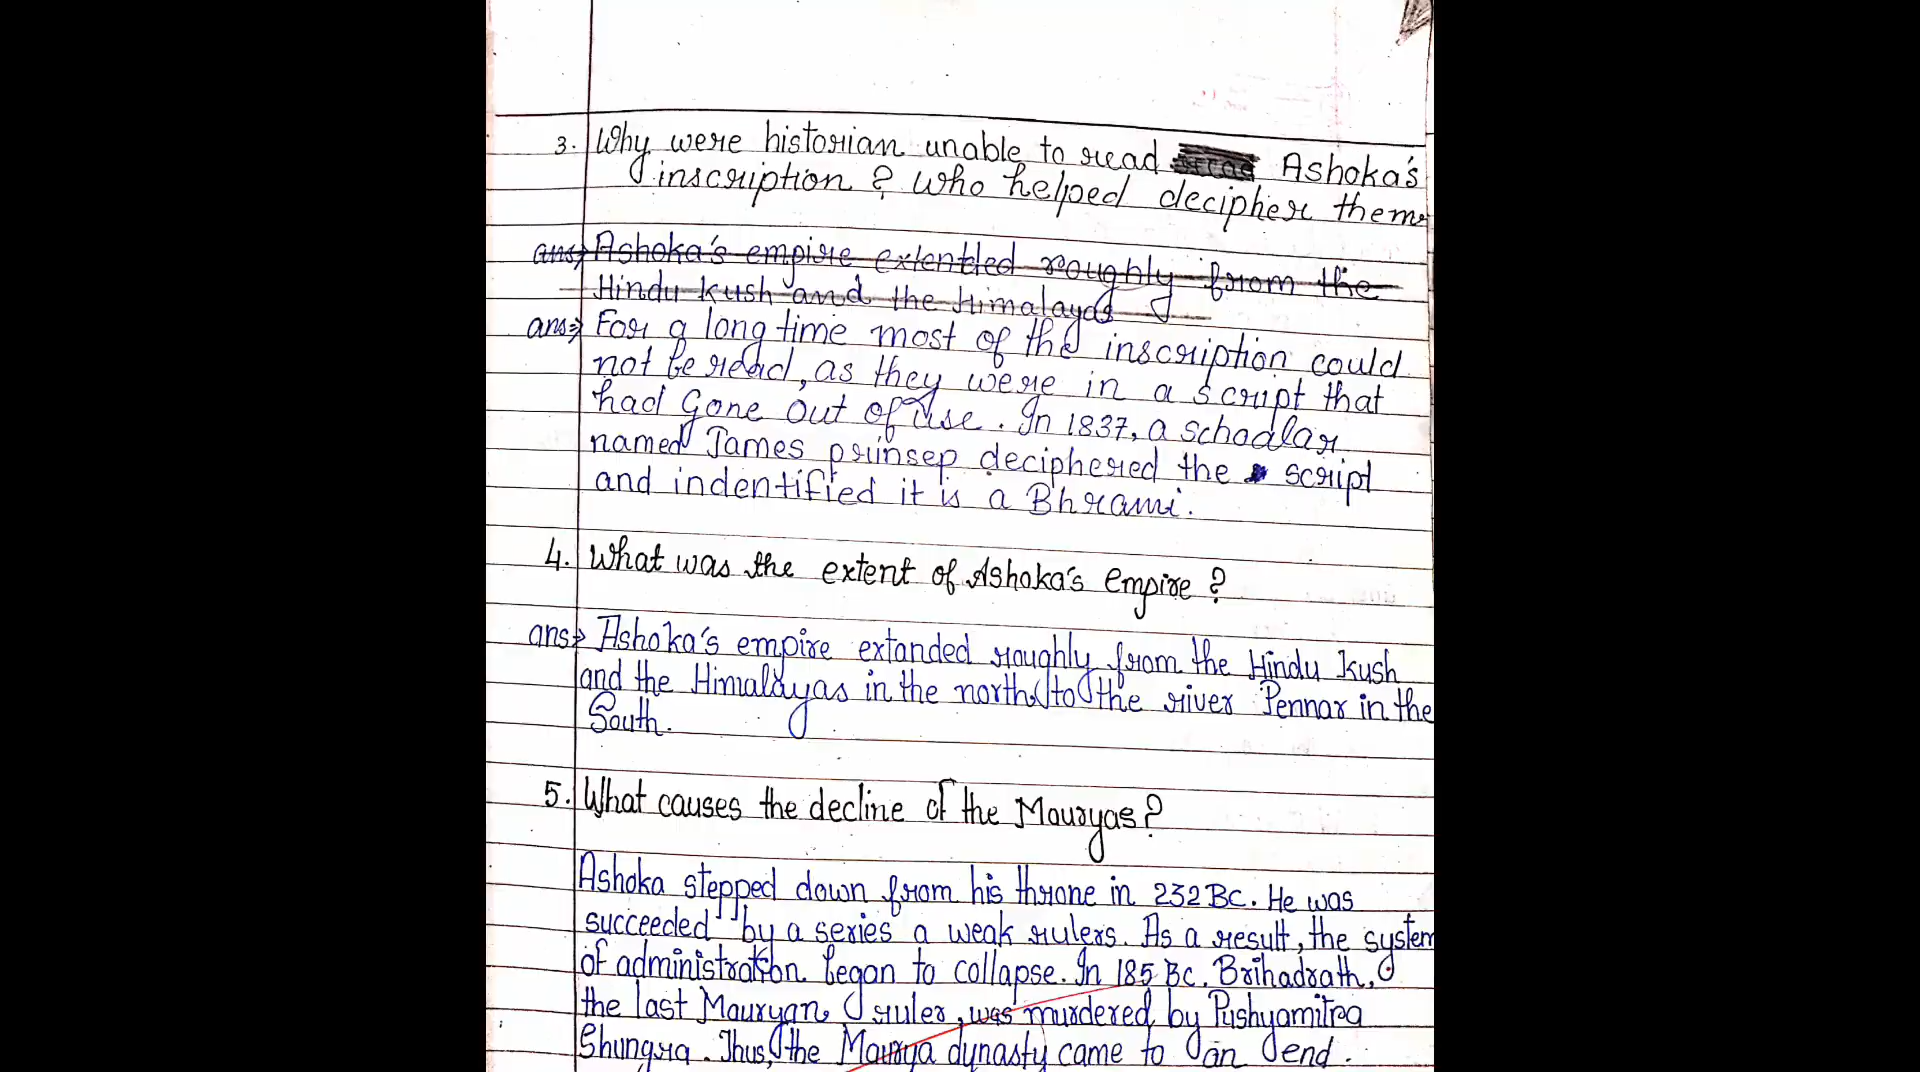 3. Why were historian unable to read Ashoka's
inscription? Who helped decipher them
ans⇒ Ashoka's empire extentded roughly from the
Hindu kush and the Himalayas
ans⇒ For a long time most of the inscription could
not be read, as they were in a script that
had Gone out of use. In 1837, a schoalar
named James prinsep deciphered the script
and indentified it is a Bhrami.
4. What was the extent of Ashoka's empire?
ans⇒ Ashoka's empire extanded roughly from the Hindu kush
and the Himalayas in the north to the river Pennar in the
South.
5. What causes the decline of the Mauryas?
Ashoka stepped down from his throne in 232 BC. He was
succeeded by a series a weak rulers. As a result, the system
of administration began to collapse. In 185 BC. Brihadrath,
the last Mauryan ruler, was murdered by Pushyamitra
Shungra. Thus, the Maurya dynasty came to an end.